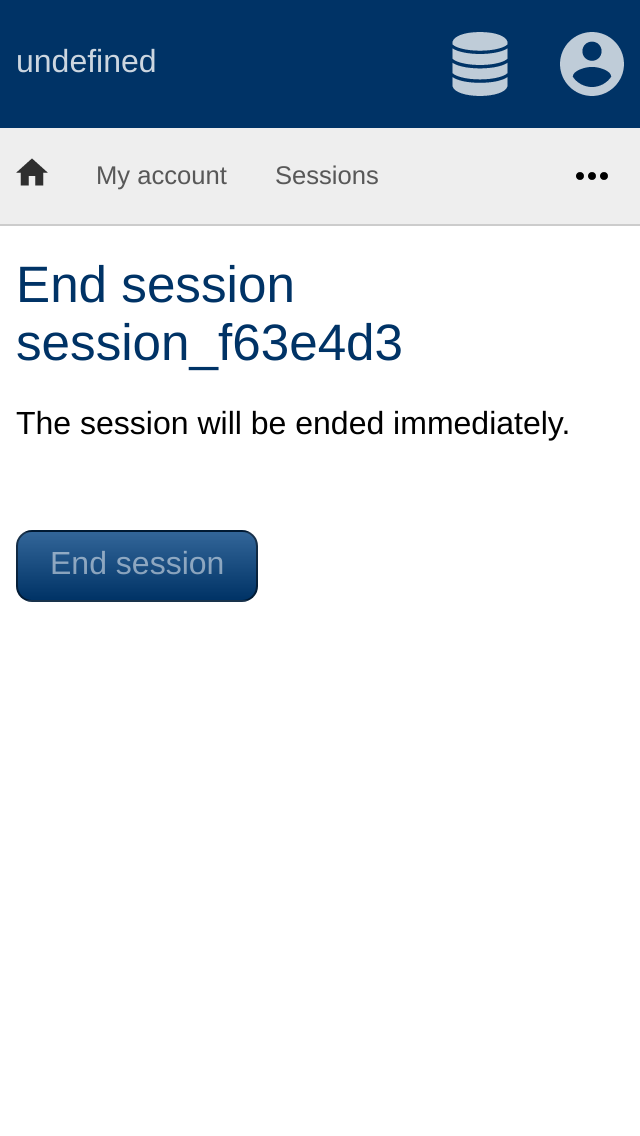 undefined
My account Sessions
End session
session_f63e4d3
The session will be ended immediately.
End session